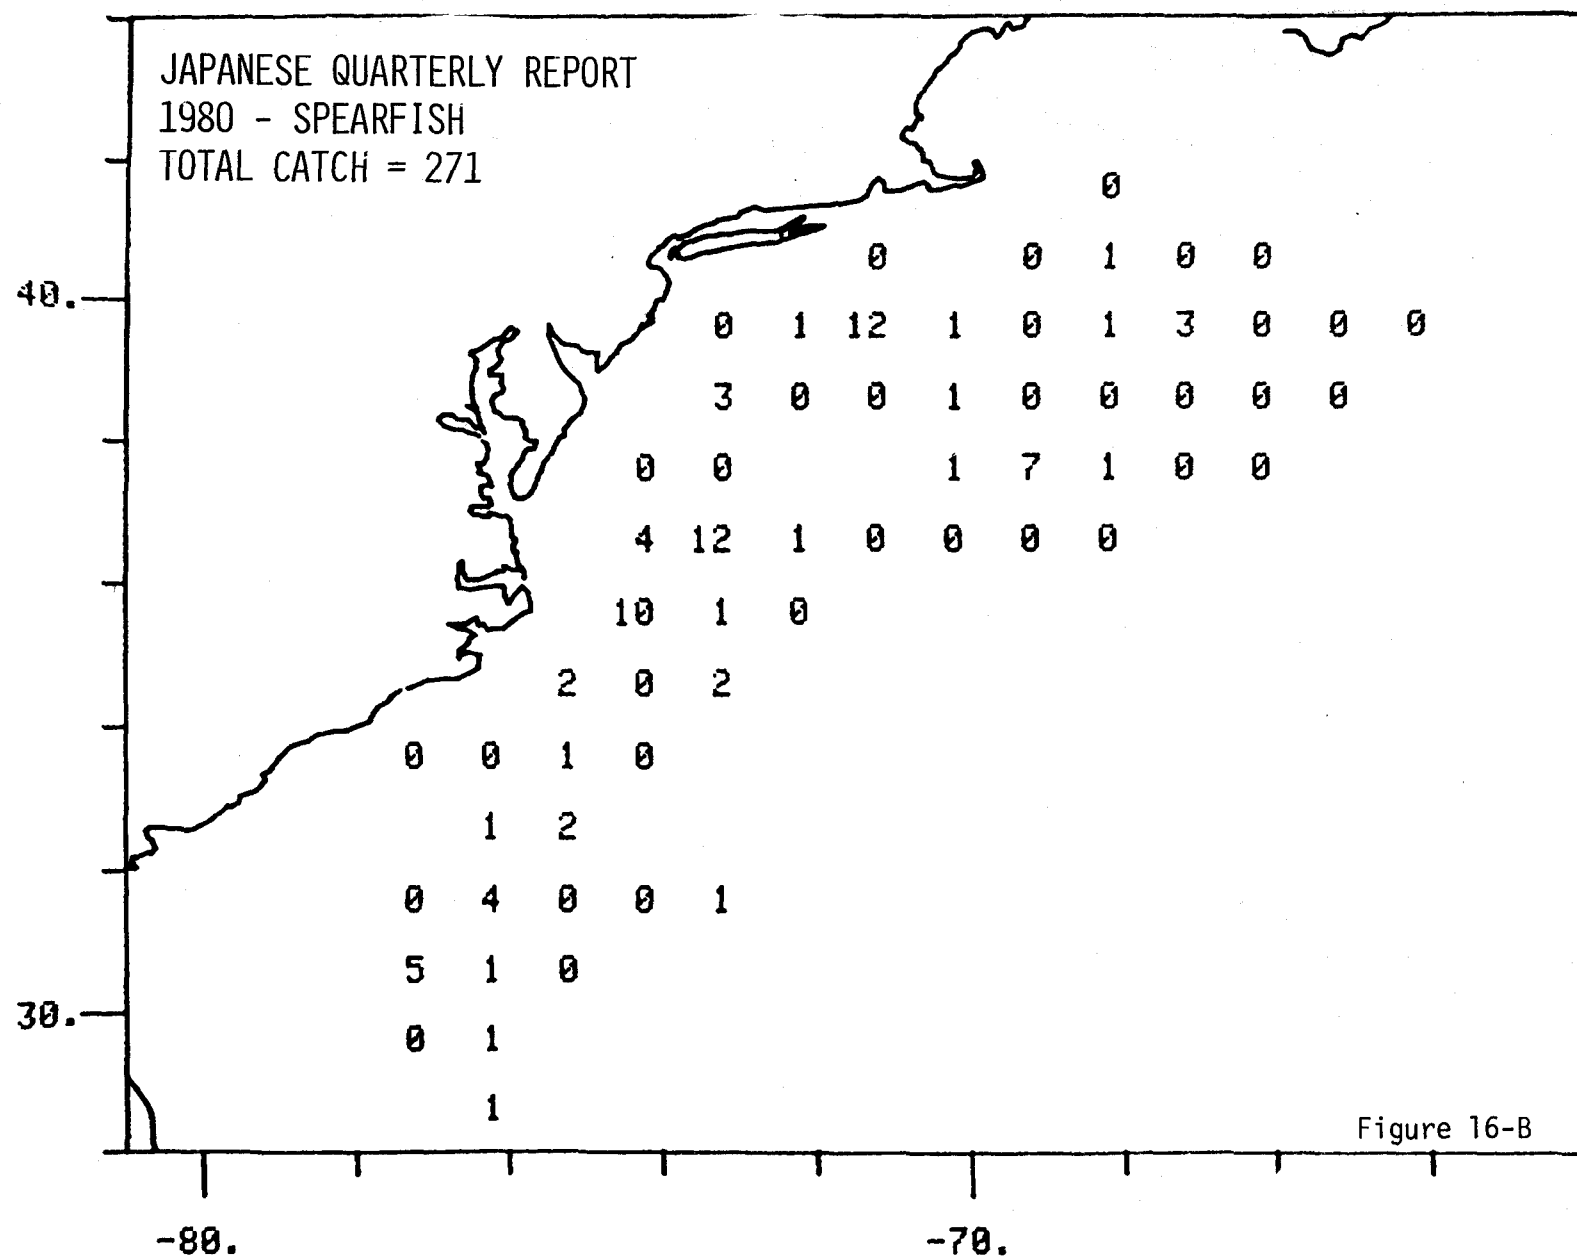 JAPANESE QUARTERLY REPORT
1980 - SPEARFISH
TOTAL CATCH = 271
0
0 0 1 0 0
40.
0 1 12 1 0 1 3 0 0 0
3 0 0 1 0 0 0 0 0
0 0 1 7 1 0 0
4 12 1 0 0 0 0
10 1 0
2 0 2
0 0 1 0
1 2
0 4 0 0 1
5 1 0
30.
0 1
1
Figure 16-B
-80. -70.